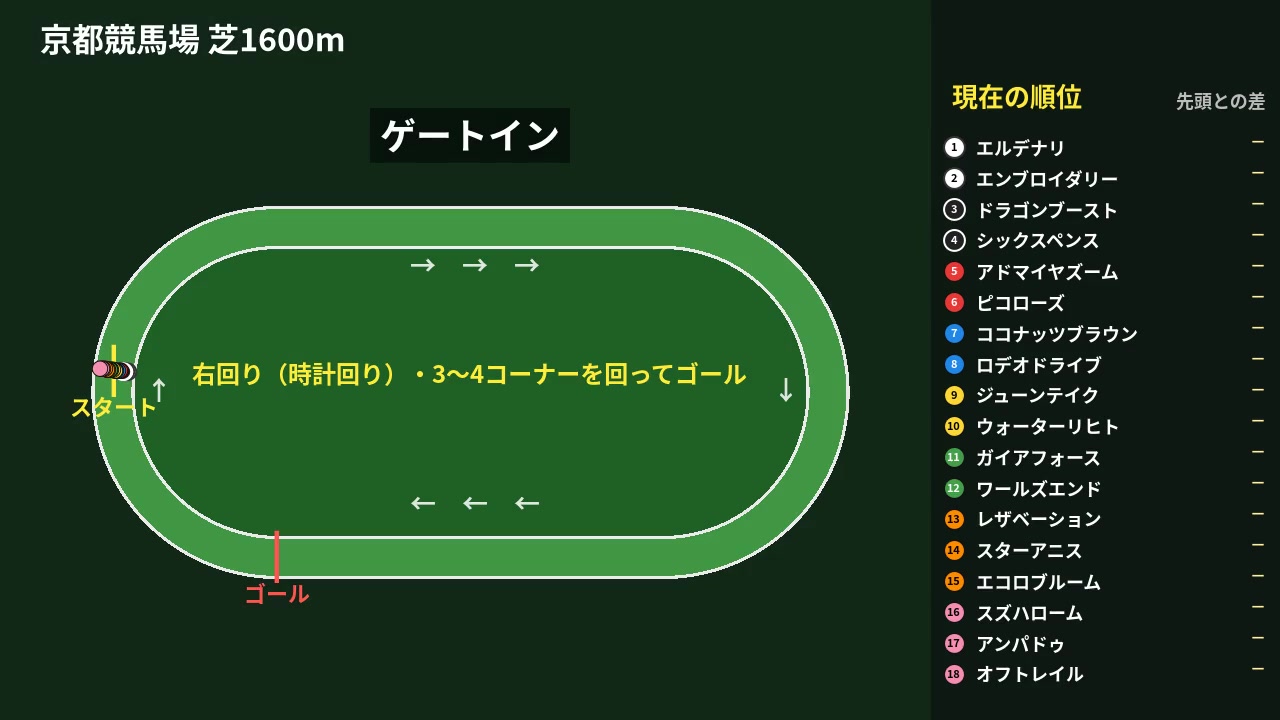 京都競馬場 芝1600m
ゲートイン
→ → →
右回り（時計回り）・3〜4コーナーを回ってゴール
↑
↓
スタート
← ← ←
ゴール
現在の順位 先頭との差
1 エルデナリ −
2 エンブロイダリー −
3 ドラゴンブースト −
4 シックスペンス −
5 アドマイヤズーム −
6 ピコローズ −
7 ココナッツブラウン −
8 ロデオドライブ −
9 ジューンテイク −
10 ウォーターリヒト −
11 ガイアフォース −
12 ワールズエンド −
13 レザベーション −
14 スターアニス −
15 エコロブルーム −
16 スズハローム −
17 アンパドゥ −
18 オフトレイル −